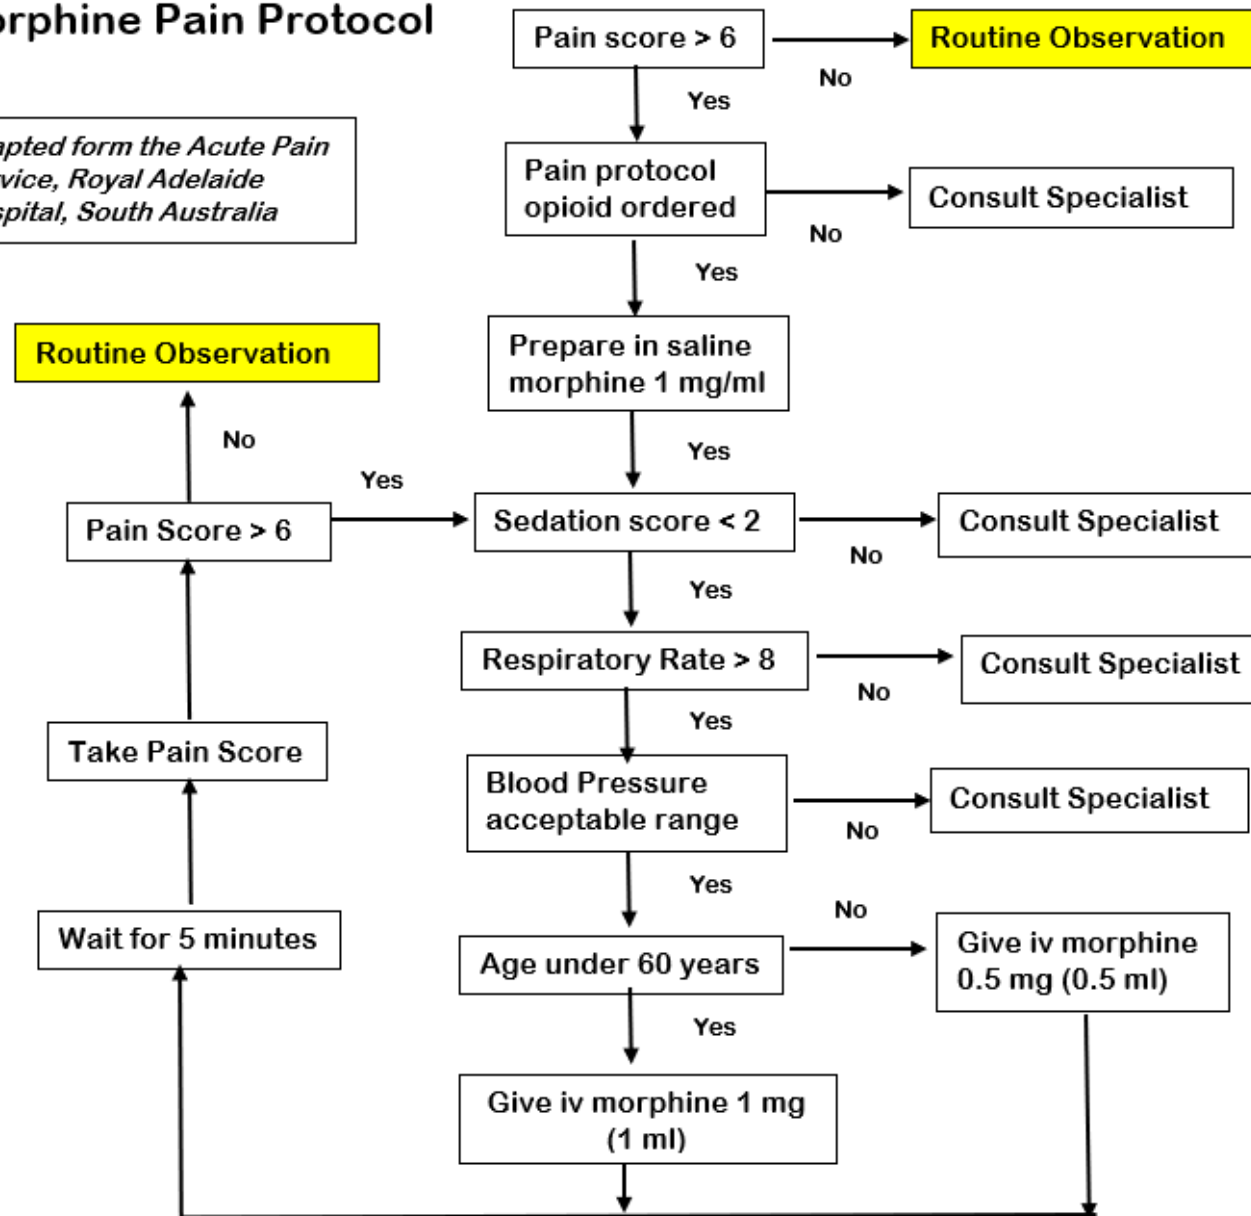 orphine Pain Protocol
Pain score > 6
Routine Observation
No
Yes
apted form the Acute Pain
rvice, Royal Adelaide
spital, South Australia
Pain protocol
opioid ordered
Consult Specialist
No
Yes
Prepare in saline
morphine 1 mg/ml
Routine Observation
No
Yes
Yes
Pain Score > 6
Sedation score < 2
Consult Specialist
No
Yes
Respiratory Rate > 8
Consult Specialist
No
Yes
Take Pain Score
Blood Pressure
acceptable range
Consult Specialist
No
Yes
No
Wait for 5 minutes
Age under 60 years
Give iv morphine
0.5 mg (0.5 ml)
Yes
Give iv morphine 1 mg
(1 ml)